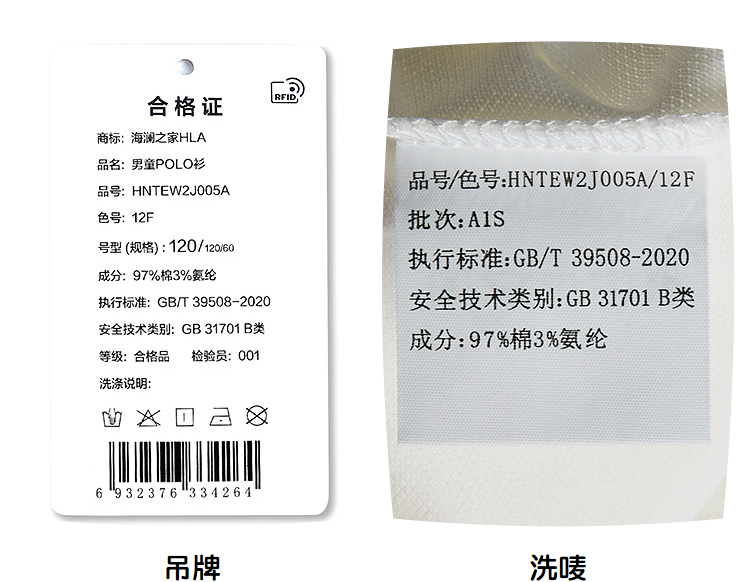 RFID
合格证
商标: 海澜之家HLA
品名: 男童POLO衫
品号: HNTEW2J005A
色号: 12F
号型 (规格) : 120/120/60
成分: 97%棉3%氨纶
执行标准: GB/T 39508-2020
安全技术类别: GB 31701 B类
等级: 合格品 检验员: 001
洗涤说明:
6 932376 334264
吊牌
品号/色号:HNTEW2J005A/12F
批次:A1S
执行标准:GB/T 39508-2020
安全技术类别:GB 31701 B类
成分:97%棉3%氨纶
洗唛